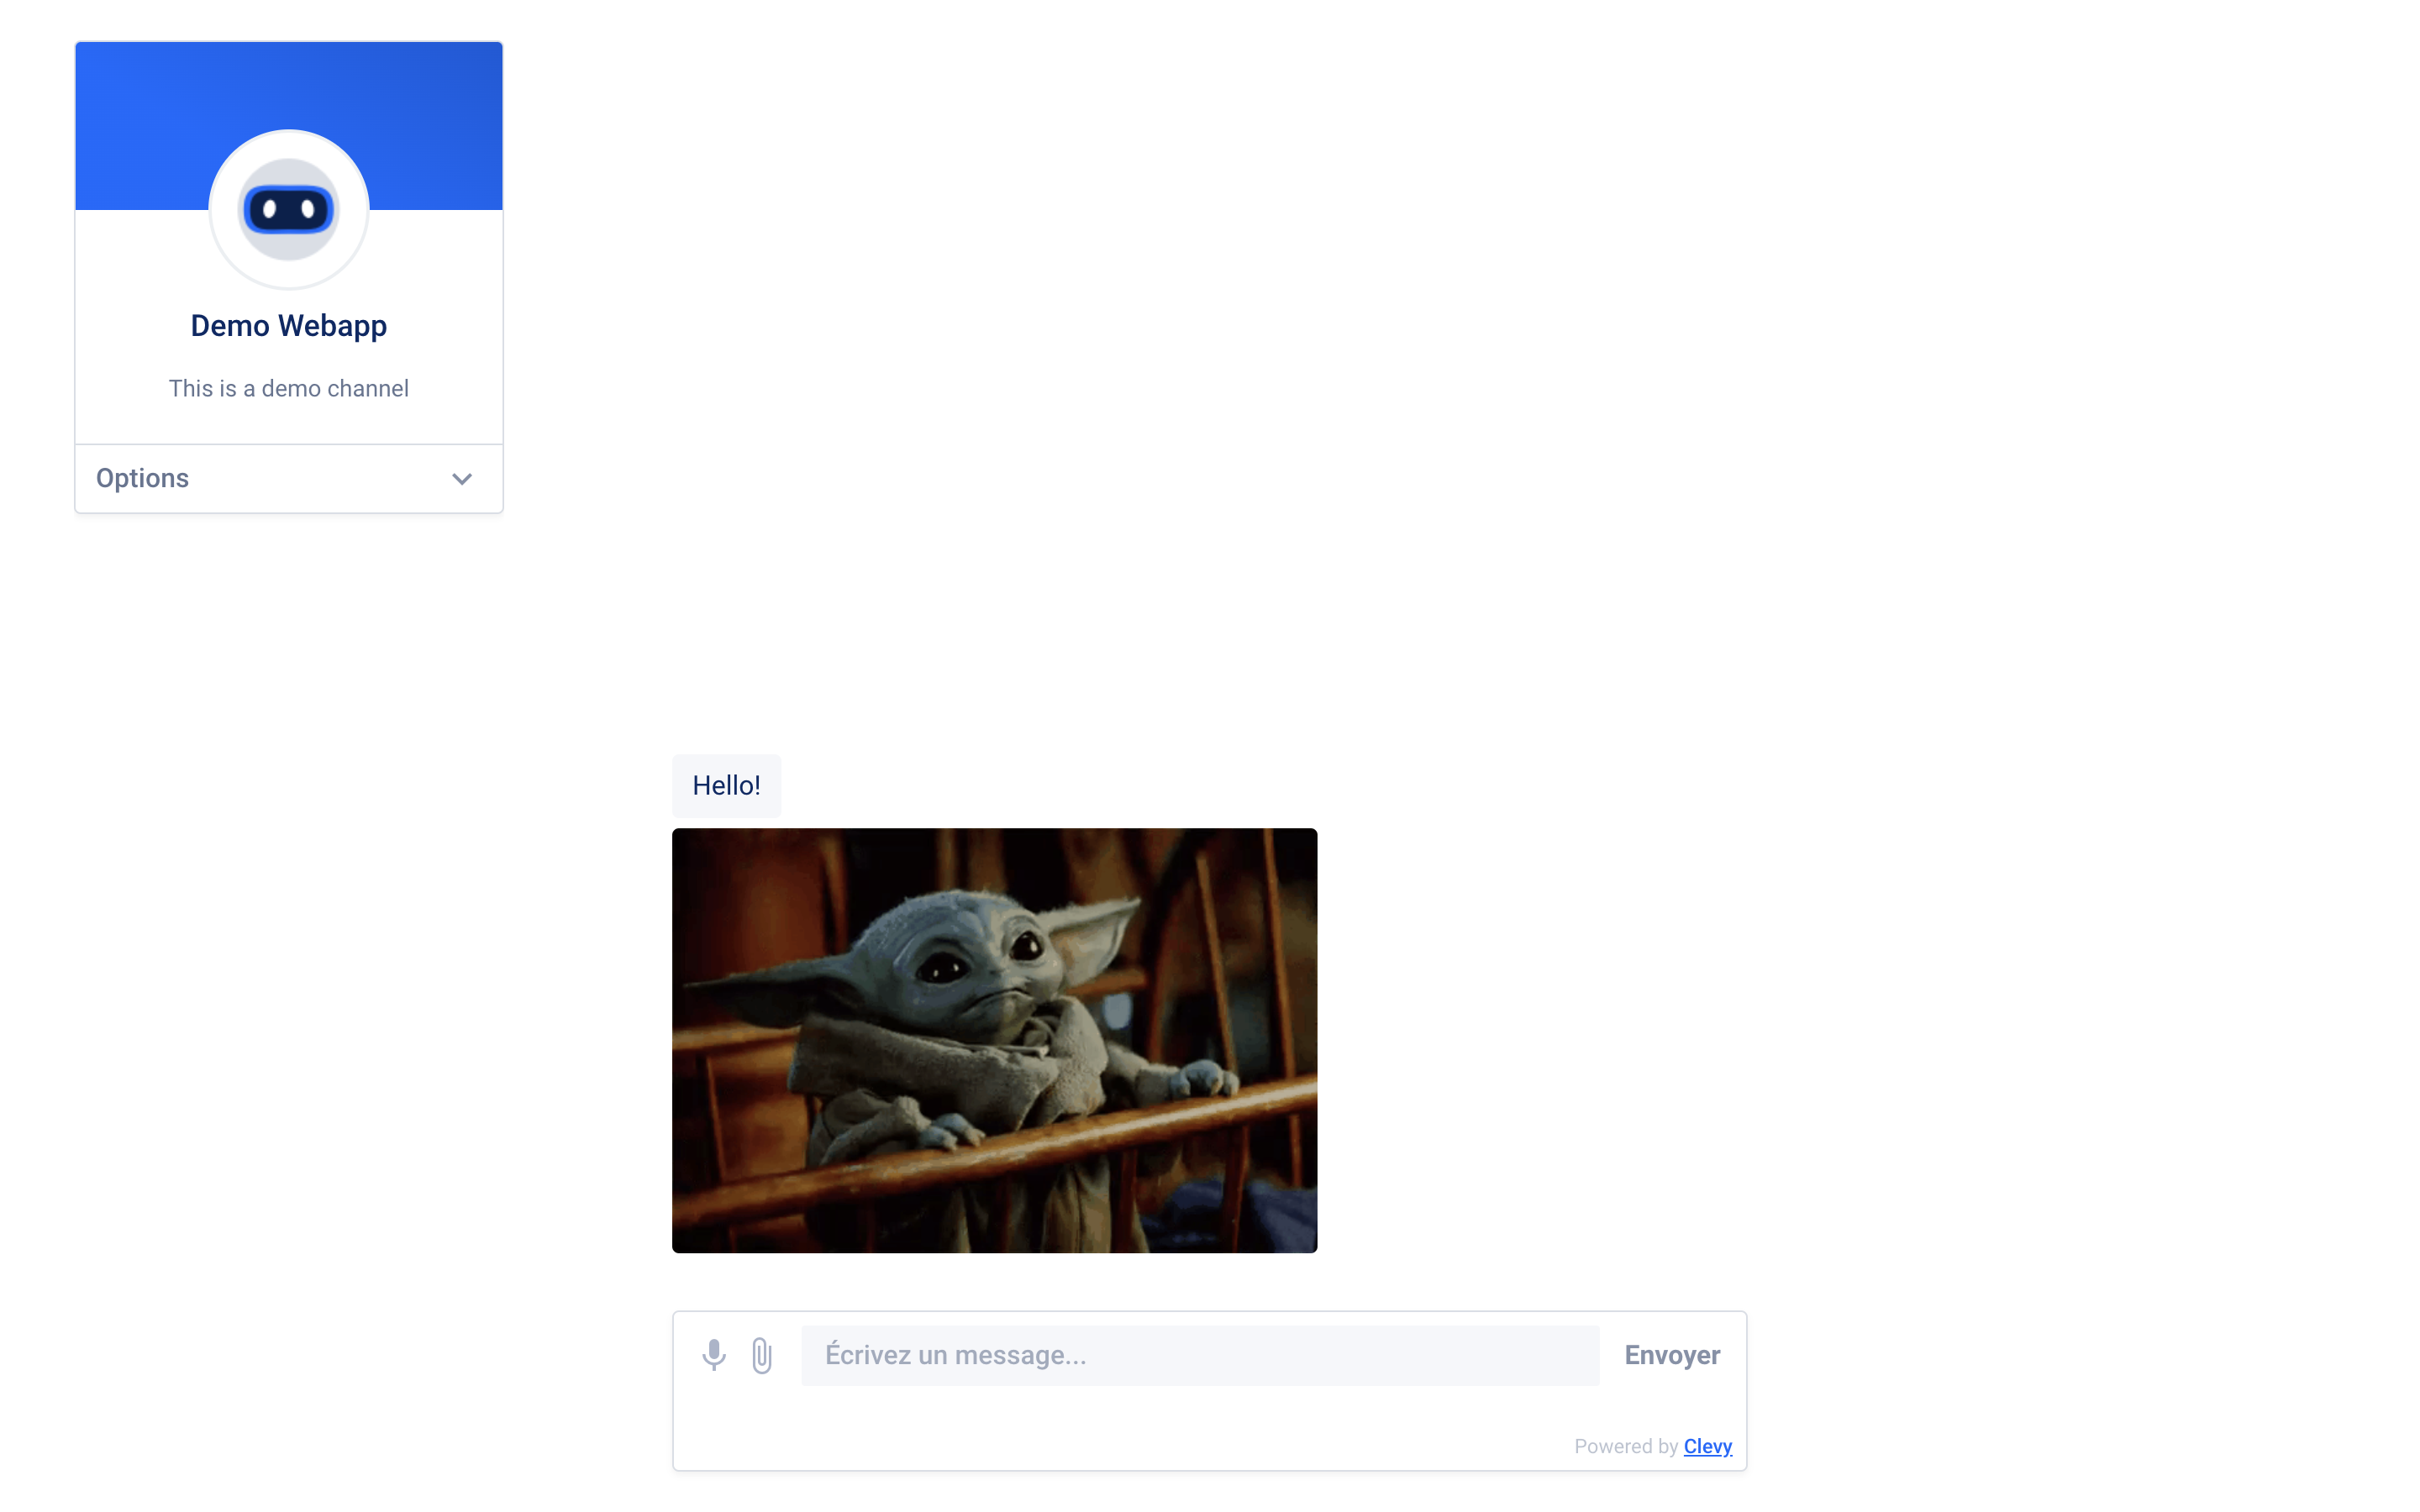 Demo Webapp
This is a demo channel
Options
Hello!
Écrivez un message...
Envoyer
Powered by Clevy